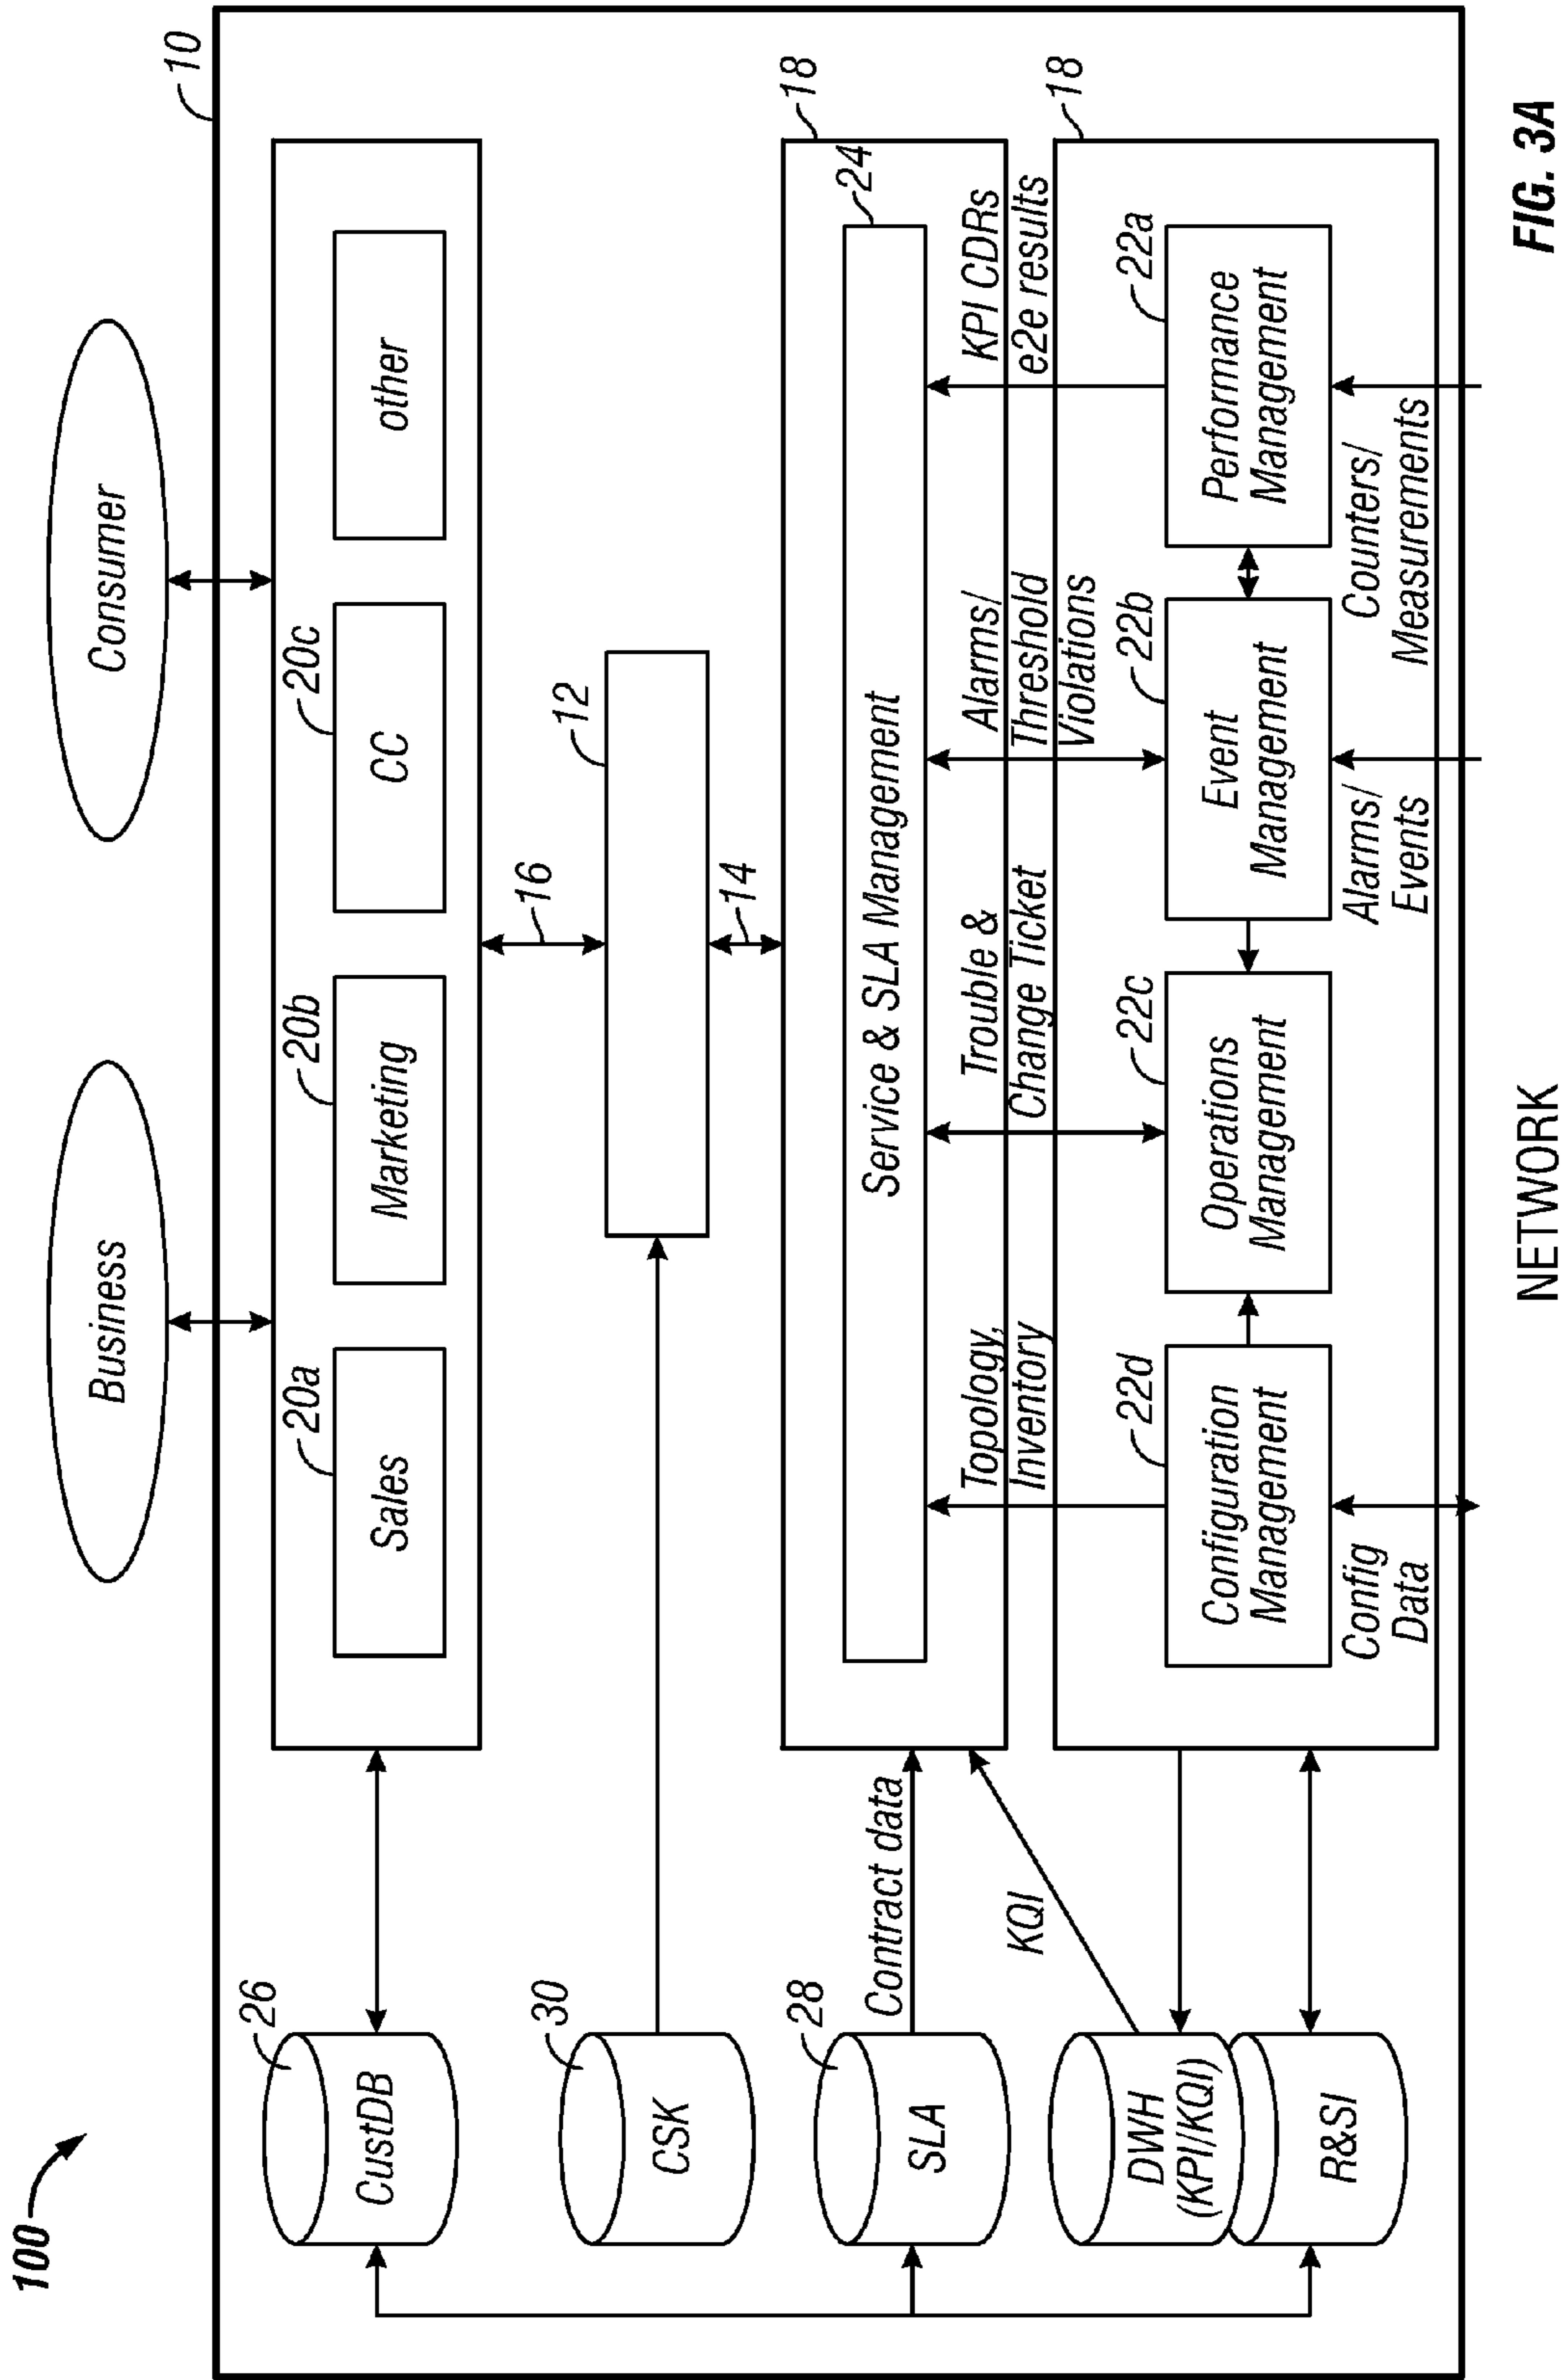 100
Business
Consumer
10
26
20a
20b
20c
CustDB
Sales
Marketing
CC
other
16
30
12
CSK
14
18
28
24
SLA
Contract data
Service & SLA Management
KQI
Topology,
Inventory
Trouble &
Change Ticket
Alarms/
Threshold
Violations
KPI CDRs
e2e results
18
22d
22c
22b
22a
DWH
(KPI/KQI)
Configuration
Management
Operations
Management
Event
Management
Performance
Management
R&SI
Config
Data
Alarms/
Events
Counters/
Measurements
NETWORK
FIG. 3A